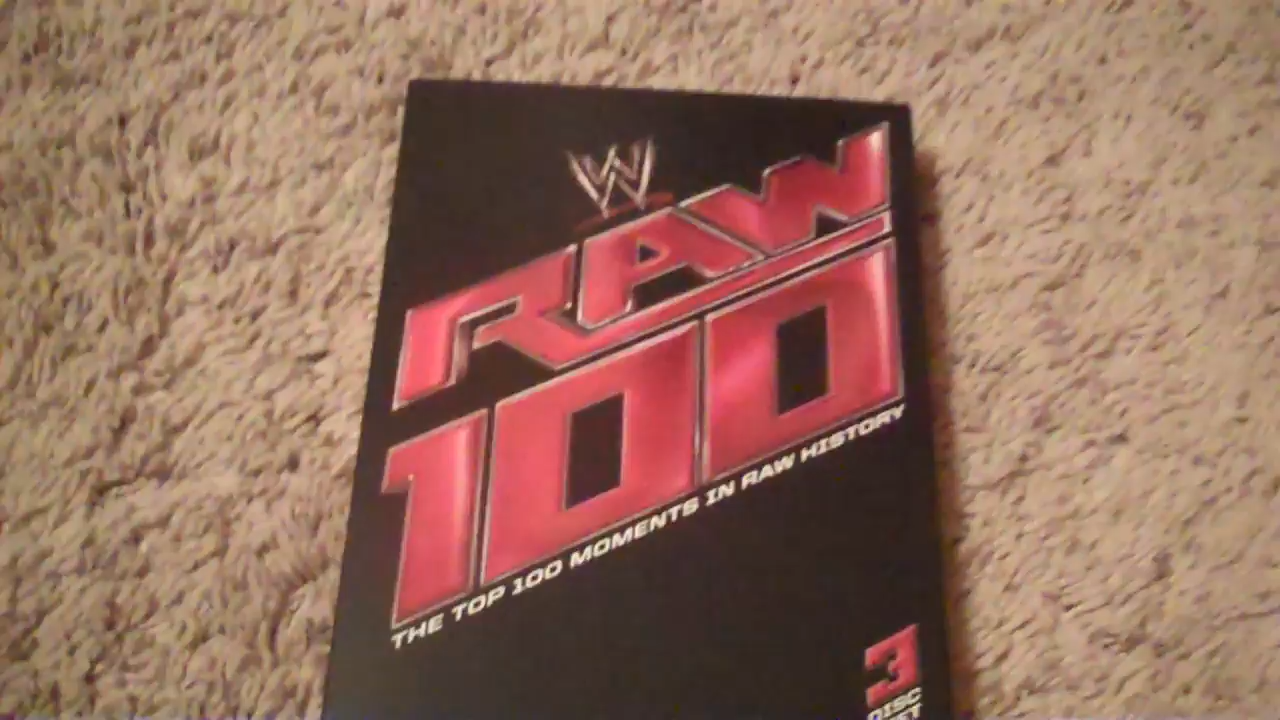 W
RAW
100
THE TOP 100 MOMENTS IN RAW HISTORY
3
DISC
SET